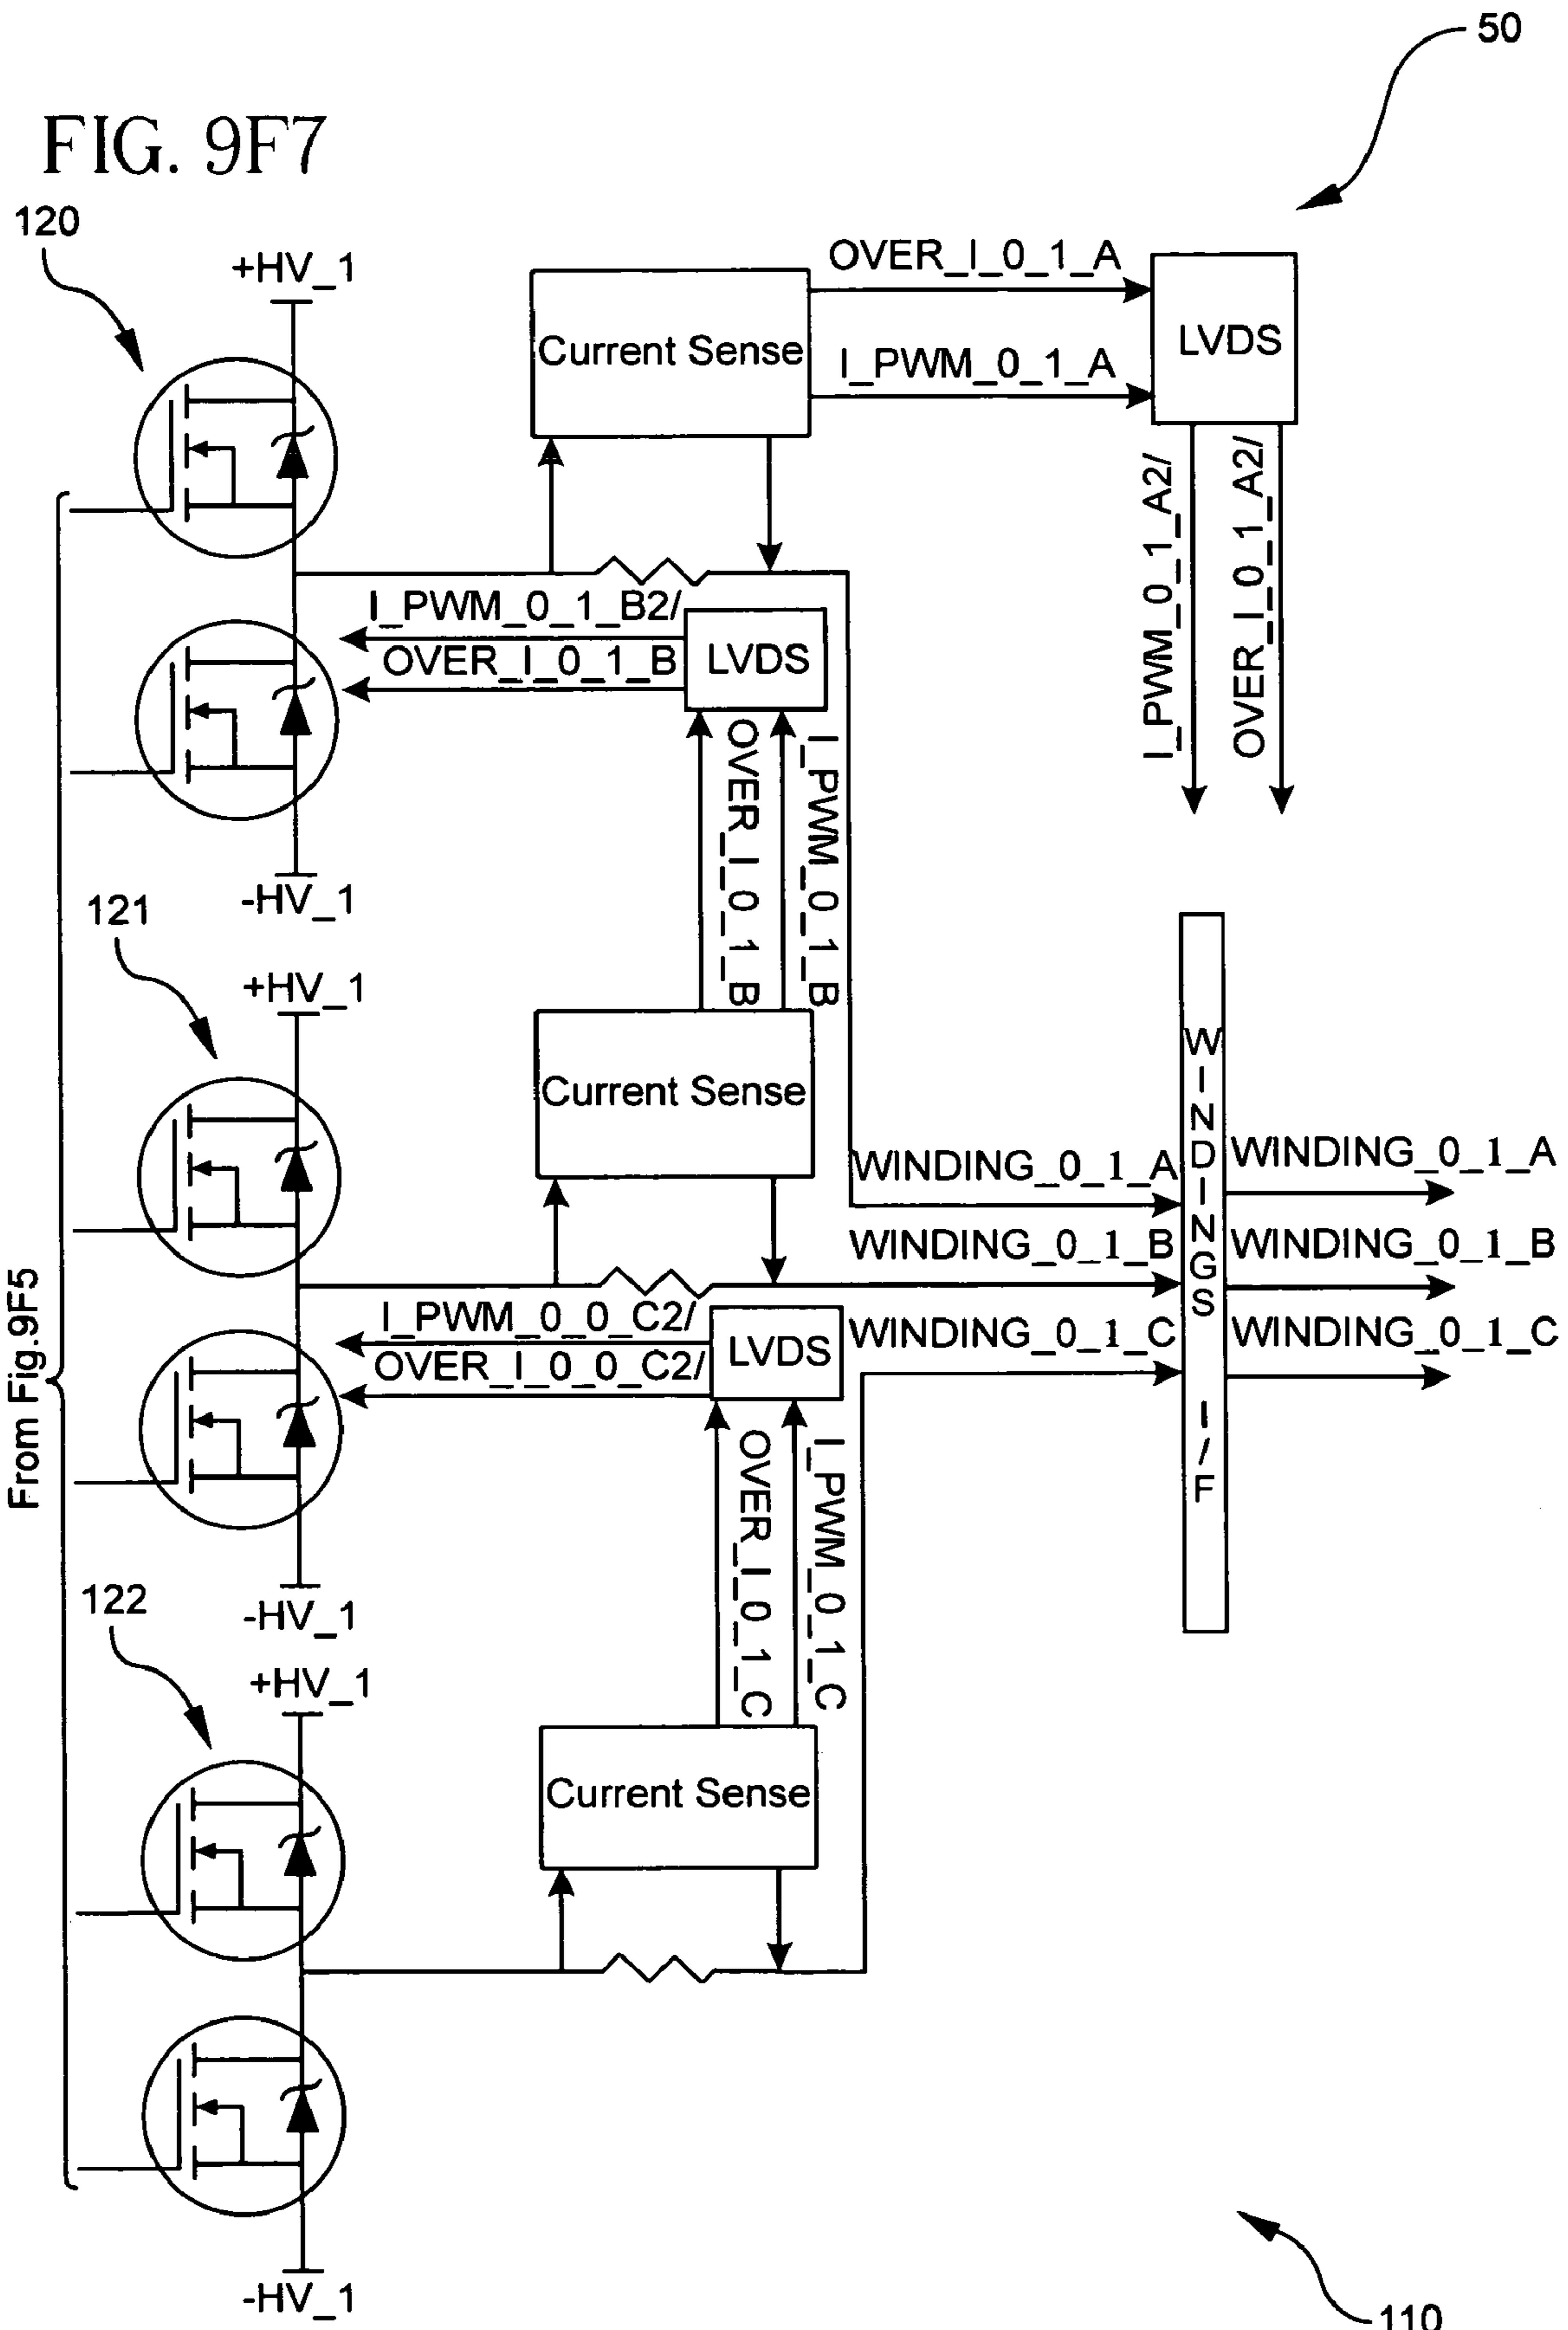 50
FIG. 9F7
120
+HV_1
OVER_I_0_1_A
Current Sense
I_PWM_0_1_A
LVDS
I_PWM_0_1_A2/
OVER_I_0_1_A2/
I_PWM_0_1_B2/
OVER_I_0_1_B
LVDS
OVER_I_0_1_B
I_PWM_0_1_B
-HV_1
121
+HV_1
Current Sense
WINDINGS I/F
WINDING_0_1_A
WINDING_0_1_A
WINDING_0_1_B
WINDING_0_1_B
From Fig.9F5
I_PWM_0_0_C2/
OVER_I_0_0_C2/
LVDS
WINDING_0_1_C
WINDING_0_1_C
OVER_I_0_1_C
I_PWM_0_1_C
-HV_1
122
+HV_1
Current Sense
-HV_1
110